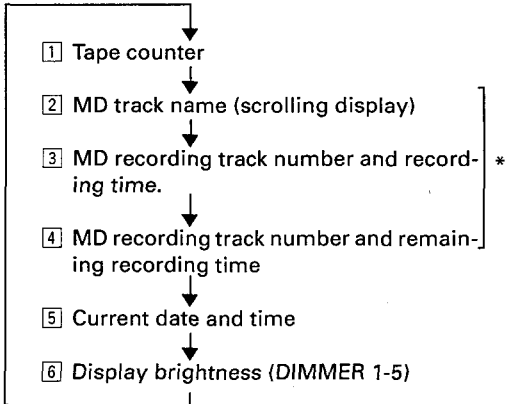 1 Tape counter
2 MD track name (scrolling display)
3 MD recording track number and record-
ing time.
*
4 MD recording track number and remain-
ing recording time
5 Current date and time
6 Display brightness (DIMMER 1-5)